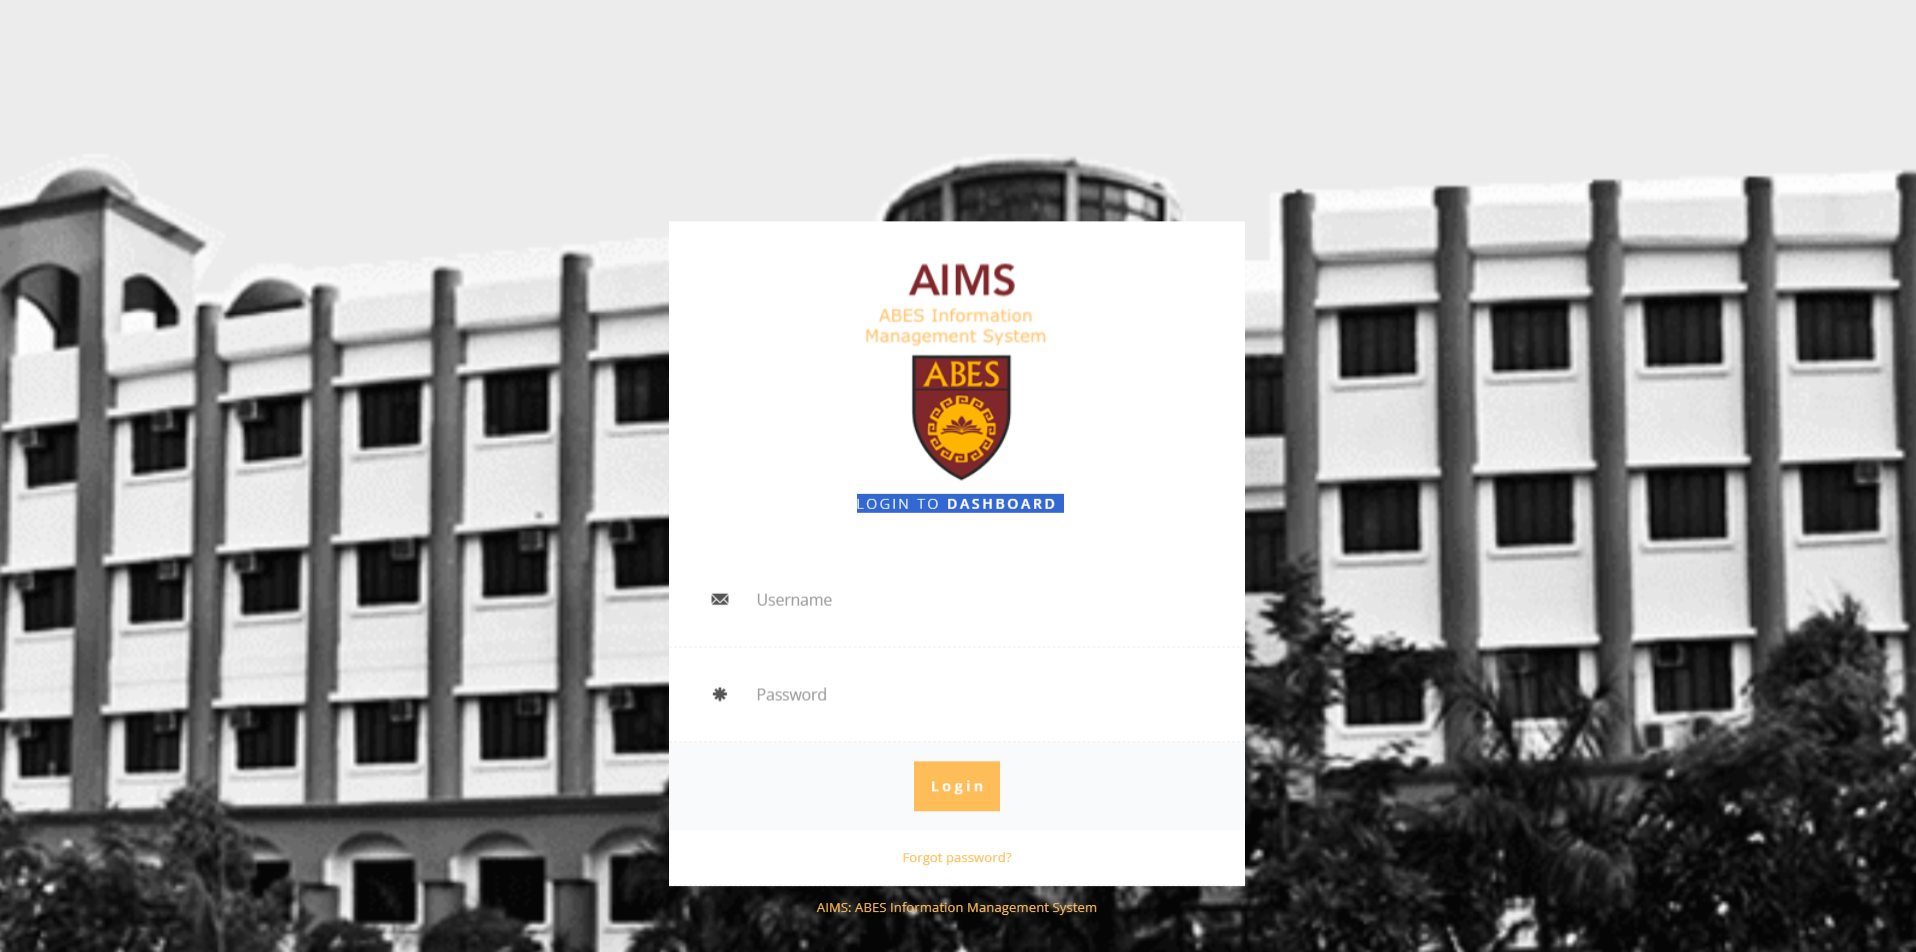 AIMS
ABES Information
Management System
ABES
LOGIN TO DASHBOARD
Username
Password
Login
Forgot password?
AIMS: ABES Information Management System